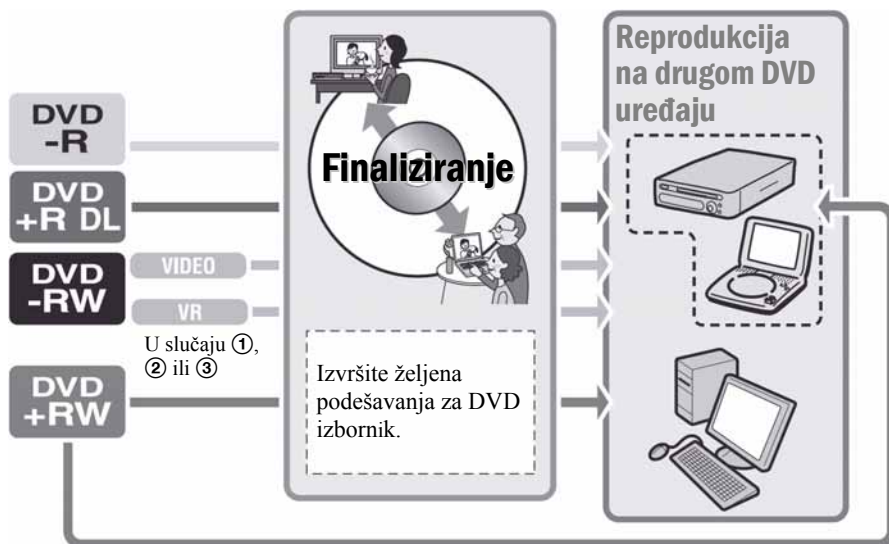 DVD
-R
DVD
+R DL
DVD
-RW
VIDEO
VR
U slučaju ①,
② ili ③
DVD
+RW
Finaliziranje
Izvršite željena
podešavanja za DVD
izbornik.
Reprodukcija
na drugom DVD
uređaju